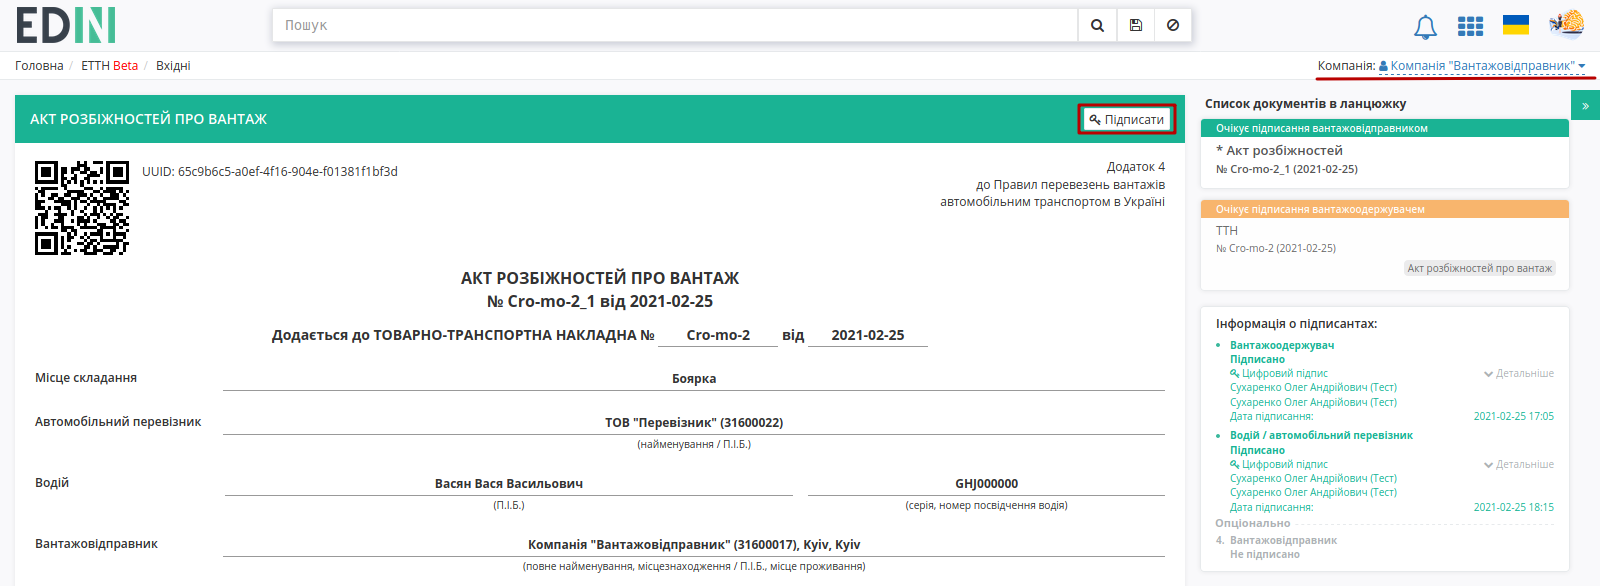 EDIN
Пошук
Головна / ЕТТН Beta / Вхідні
Компанія: Компанія "Вантажовідправник"
АКТ РОЗБІЖНОСТЕЙ ПРО ВАНТАЖ
Підписати
UUID: 65c9b6c5-a0ef-4f16-904e-f01381f1bf3d
Додаток 4
до Правил перевезень вантажів
автомобільним транспортом в Україні
АКТ РОЗБІЖНОСТЕЙ ПРО ВАНТАЖ
№ Cro-mo-2_1 від 2021-02-25
Додається до ТОВАРНО-ТРАНСПОРТНА НАКЛАДНА № Cro-mo-2 від 2021-02-25
Місце складання Боярка
Автомобільний перевізник ТОВ "Перевізник" (31600022)
(найменування / П.І.Б.)
Водій Васян Вася Васильович GHJ000000
(П.І.Б.) (серія, номер посвідчення водія)
Вантажовідправник Компанія "Вантажовідправник" (31600017), Kyiv, Kyiv
(повне найменування, місцезнаходження / П.І.Б., місце проживання)
Список документів в ланцюжку
»
Очікує підписання вантажовідправником
* Акт розбіжностей
№ Cro-mo-2_1 (2021-02-25)
Очікує підписання вантажоодержувачем
ТТН
№ Cro-mo-2 (2021-02-25)
Акт розбіжностей про вантаж
Інформація о підписантах:
• Вантажоодержувач
Підписано
Цифровий підпис Детальніше
Сухаренко Олег Андрійович (Тест)
Сухаренко Олег Андрійович (Тест)
Дата підписання: 2021-02-25 17:05
• Водій / автомобільний перевізник
Підписано
Цифровий підпис Детальніше
Сухаренко Олег Андрійович (Тест)
Сухаренко Олег Андрійович (Тест)
Дата підписання: 2021-02-25 18:15
Опціонально
4. Вантажовідправник
Не підписано